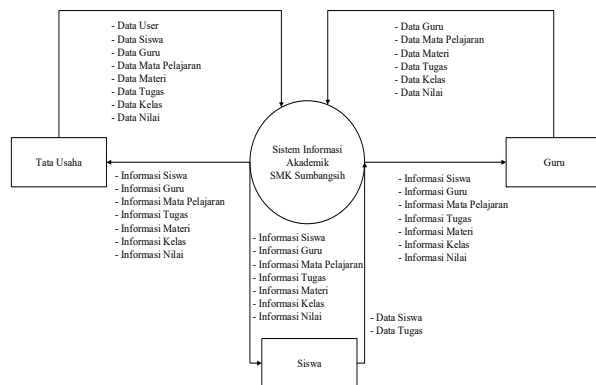 - Data User
- Data Siswa
- Data Guru
- Data Mata Pelajaran
- Data Materi
- Data Tugas
- Data Kelas
- Data Nilai
- Data Guru
- Data Mata Pelajaran
- Data Materi
- Data Tugas
- Data Kelas
- Data Nilai
Tata Usaha
Sistem Informasi
Akademik
SMK Sumbangsih
Guru
- Informasi Siswa
- Informasi Guru
- Informasi Mata Pelajaran
- Informasi Tugas
- Informasi Materi
- Informasi Kelas
- Informasi Nilai
- Informasi Siswa
- Informasi Guru
- Informasi Mata Pelajaran
- Informasi Tugas
- Informasi Materi
- Informasi Kelas
- Informasi Nilai
- Informasi Siswa
- Informasi Guru
- Informasi Mata Pelajaran
- Informasi Tugas
- Informasi Materi
- Informasi Kelas
- Informasi Nilai
- Data Siswa
- Data Tugas
Siswa